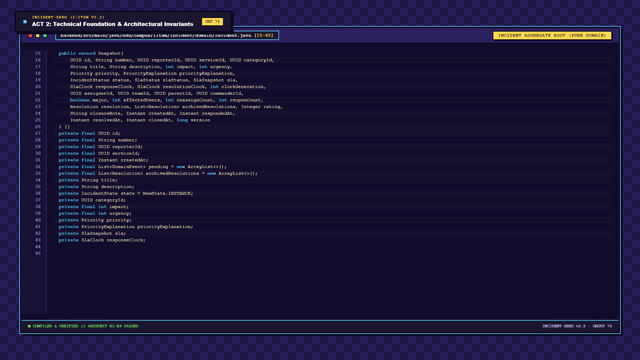 INCIDENT-ZERO (I-ITEM V2.2)
ACT 2: Technical Foundation & Architectural Invariants
GRP 76
backend/src/main/java/edu/campus/iitem/incident/domain/Incident.java [15-45]
INCIDENT AGGREGATE ROOT (PURE DOMAIN)
15 public record Snapshot(
16 UUID id, String number, UUID reporterId, UUID serviceId, UUID categoryId,
17 String title, String description, int impact, int urgency,
18 Priority priority, PriorityExplanation priorityExplanation,
19 IncidentStatus status, SlaStatus slaStatus, SlaSnapshot sla,
20 SlaClock responseClock, SlaClock resolutionClock, int clockGeneration,
21 UUID assigneeId, UUID teamId, UUID parentId, UUID commanderId,
22 boolean major, int affectedUsers, int reassignCount, int reopenCount,
23 Resolution resolution, List<Resolution> archivedResolutions, Integer rating,
24 String closureNote, Instant createdAt, Instant respondedAt,
25 Instant resolvedAt, Instant closedAt, long version
26 ) {}
27 private final UUID id;
28 private final String number;
29 private final UUID reporterId;
30 private final UUID serviceId;
31 private final Instant createdAt;
32 private final List<DomainEvent> pending = new ArrayList<>();
33 private final List<Resolution> archivedResolutions = new ArrayList<>();
34 private String title;
35 private String description;
36 private IncidentState state = NewState.INSTANCE;
37 private UUID categoryId;
38 private final int impact;
39 private final int urgency;
40 private Priority priority;
41 private PriorityExplanation priorityExplanation;
42 private SlaSnapshot sla;
43 private SlaClock responseClock;
44
45
COMPILED & VERIFIED // ARCHUNIT R1-R9 PASSED
INCIDENT-ZERO v2.2 · GROUP 76